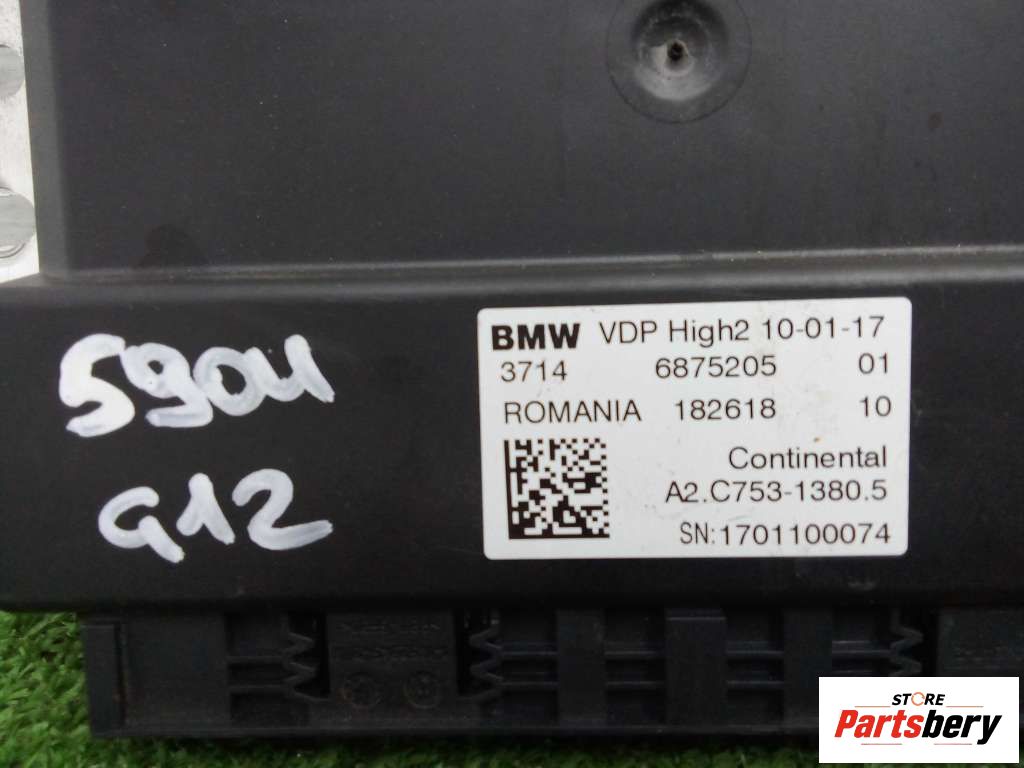 5904
G12
BMW VDP High2 10-01-17
3714 6875205 01
ROMANIA 182618 10
Continental
A2.C753-1380.5
SN:1701100074
STORE
Partsbery